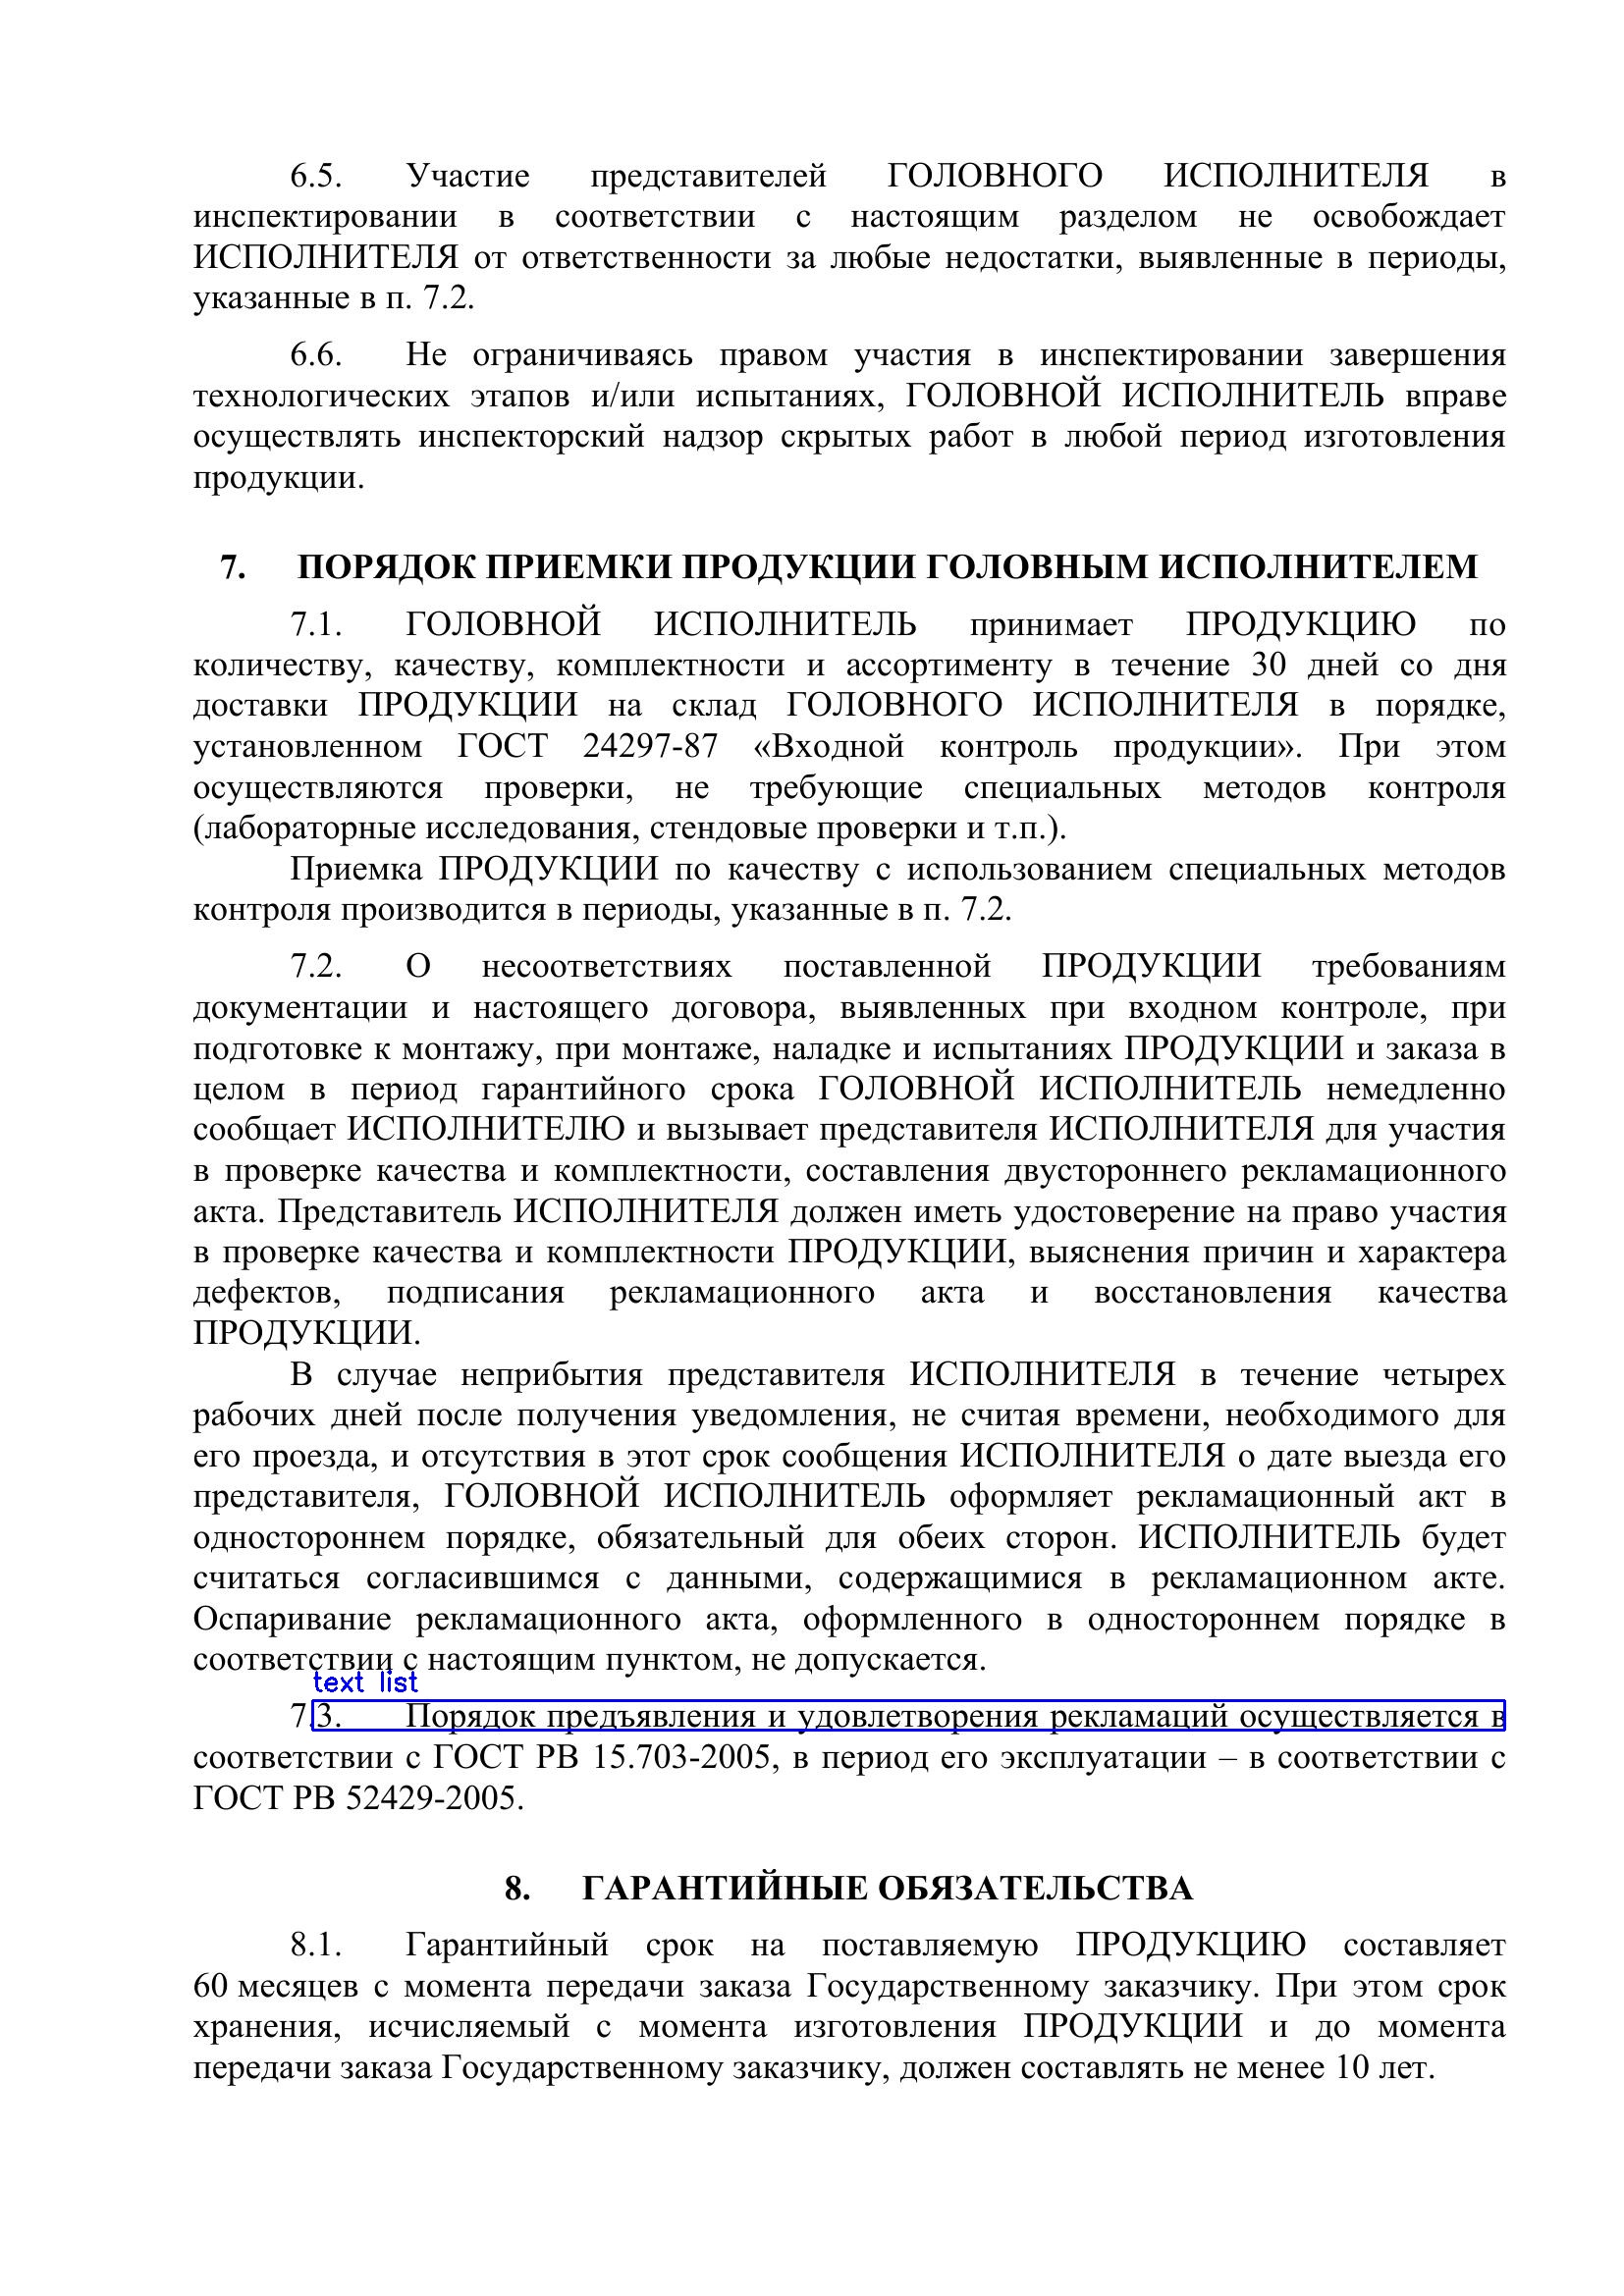 6.5. Участие представителей ГОЛОВНОГО ИСПОЛНИТЕЛЯ в
инспектировании в соответствии с настоящим разделом не освобождает
ИСПОЛНИТЕЛЯ от ответственности за любые недостатки, выявленные в периоды,
указанные в п. 7.2.
6.6. Не ограничиваясь правом участия в инспектировании завершения
технологических этапов и/или испытаниях, ГОЛОВНОЙ ИСПОЛНИТЕЛЬ вправе
осуществлять инспекторский надзор скрытых работ в любой период изготовления
продукции.
7. ПОРЯДОК ПРИЕМКИ ПРОДУКЦИИ ГОЛОВНЫМ ИСПОЛНИТЕЛЕМ
7.1. ГОЛОВНОЙ ИСПОЛНИТЕЛЬ принимает ПРОДУКЦИЮ по
количеству, качеству, комплектности и ассортименту в течение 30 дней со дня
доставки ПРОДУКЦИИ на склад ГОЛОВНОГО ИСПОЛНИТЕЛЯ в порядке,
установленном ГОСТ 24297-87 «Входной контроль продукции». При этом
осуществляются проверки, не требующие специальных методов контроля
(лабораторные исследования, стендовые проверки и т.п.).
Приемка ПРОДУКЦИИ по качеству с использованием специальных методов
контроля производится в периоды, указанные в п. 7.2.
7.2. О несоответствиях поставленной ПРОДУКЦИИ требованиям
документации и настоящего договора, выявленных при входном контроле, при
подготовке к монтажу, при монтаже, наладке и испытаниях ПРОДУКЦИИ и заказа в
целом в период гарантийного срока ГОЛОВНОЙ ИСПОЛНИТЕЛЬ немедленно
сообщает ИСПОЛНИТЕЛЮ и вызывает представителя ИСПОЛНИТЕЛЯ для участия
в проверке качества и комплектности, составления двустороннего рекламационного
акта. Представитель ИСПОЛНИТЕЛЯ должен иметь удостоверение на право участия
в проверке качества и комплектности ПРОДУКЦИИ, выяснения причин и характера
дефектов, подписания рекламационного акта и восстановления качества
ПРОДУКЦИИ.
В случае неприбытия представителя ИСПОЛНИТЕЛЯ в течение четырех
рабочих дней после получения уведомления, не считая времени, необходимого для
его проезда, и отсутствия в этот срок сообщения ИСПОЛНИТЕЛЯ о дате выезда его
представителя, ГОЛОВНОЙ ИСПОЛНИТЕЛЬ оформляет рекламационный акт в
одностороннем порядке, обязательный для обеих сторон. ИСПОЛНИТЕЛЬ будет
считаться согласившимся с данными, содержащимися в рекламационном акте.
Оспаривание рекламационного акта, оформленного в одностороннем порядке в
соответствии с настоящим пунктом, не допускается.
text list
7.3. Порядок предъявления и удовлетворения рекламаций осуществляется в
соответствии с ГОСТ РВ 15.703-2005, в период его эксплуатации – в соответствии с
ГОСТ РВ 52429-2005.
8. ГАРАНТИЙНЫЕ ОБЯЗАТЕЛЬСТВА
8.1. Гарантийный срок на поставляемую ПРОДУКЦИЮ составляет
60 месяцев с момента передачи заказа Государственному заказчику. При этом срок
хранения, исчисляемый с момента изготовления ПРОДУКЦИИ и до момента
передачи заказа Государственному заказчику, должен составлять не менее 10 лет.